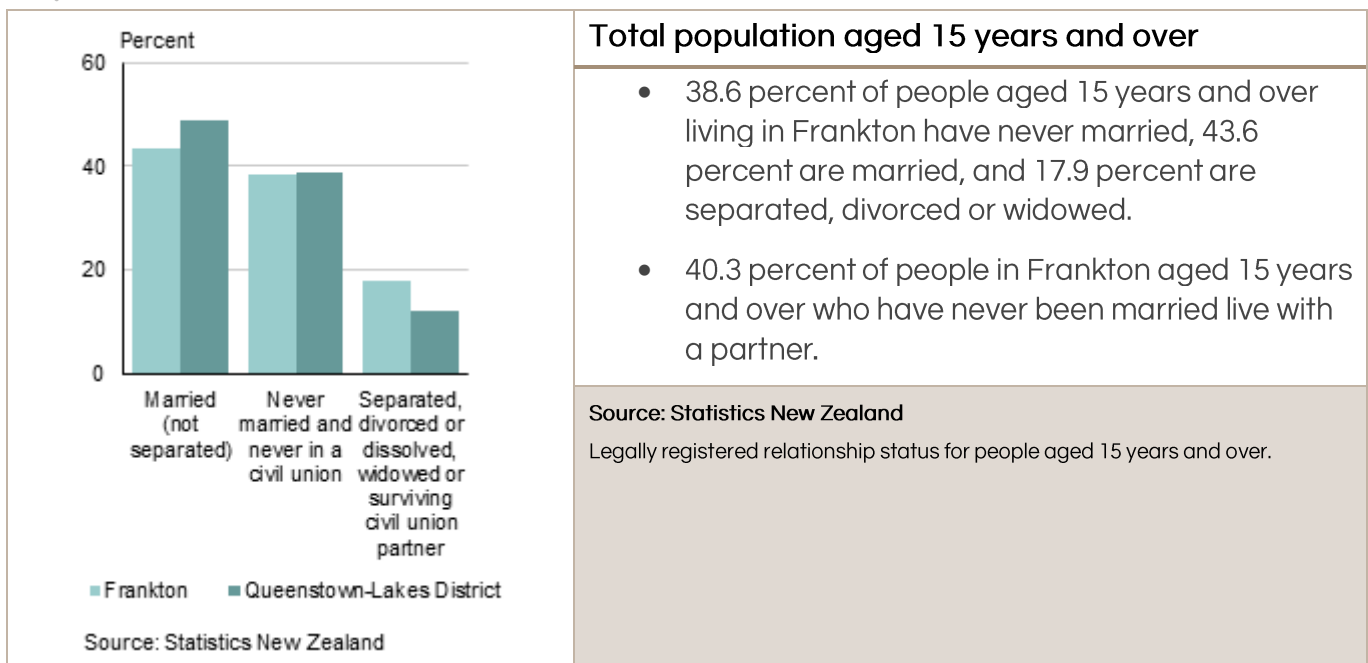 Percent
60
40
20
0
Married
(not
separated)
Never
married and
never in a
civil union
Separated,
divorced or
dissolved,
widowed or
surviving
civil union
partner
Frankton
Queenstown-Lakes District
Source: Statistics New Zealand
Total population aged 15 years and over
• 38.6 percent of people aged 15 years and over
living in Frankton have never married, 43.6
percent are married, and 17.9 percent are
separated, divorced or widowed.
• 40.3 percent of people in Frankton aged 15 years
and over who have never been married live with
a partner.
Source: Statistics New Zealand
Legally registered relationship status for people aged 15 years and over.